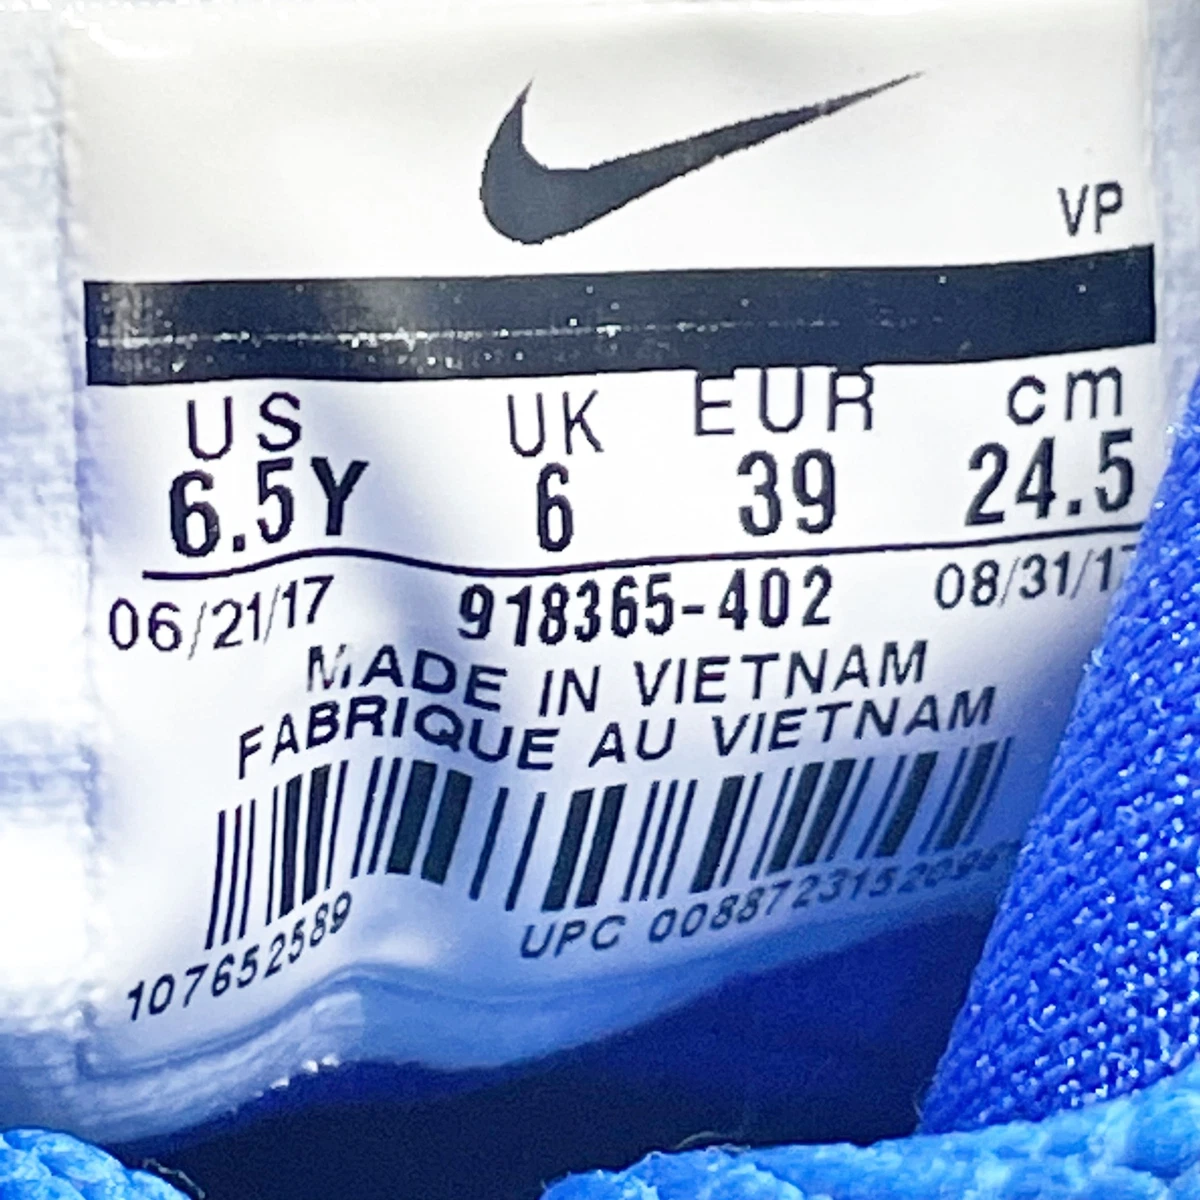 VP
US UK EUR cm
6.5Y 6 39 24.5
06/21/17 918365-402 08/31/17
MADE IN VIETNAM
FABRIQUE AU VIETNAM
107652589
UPC